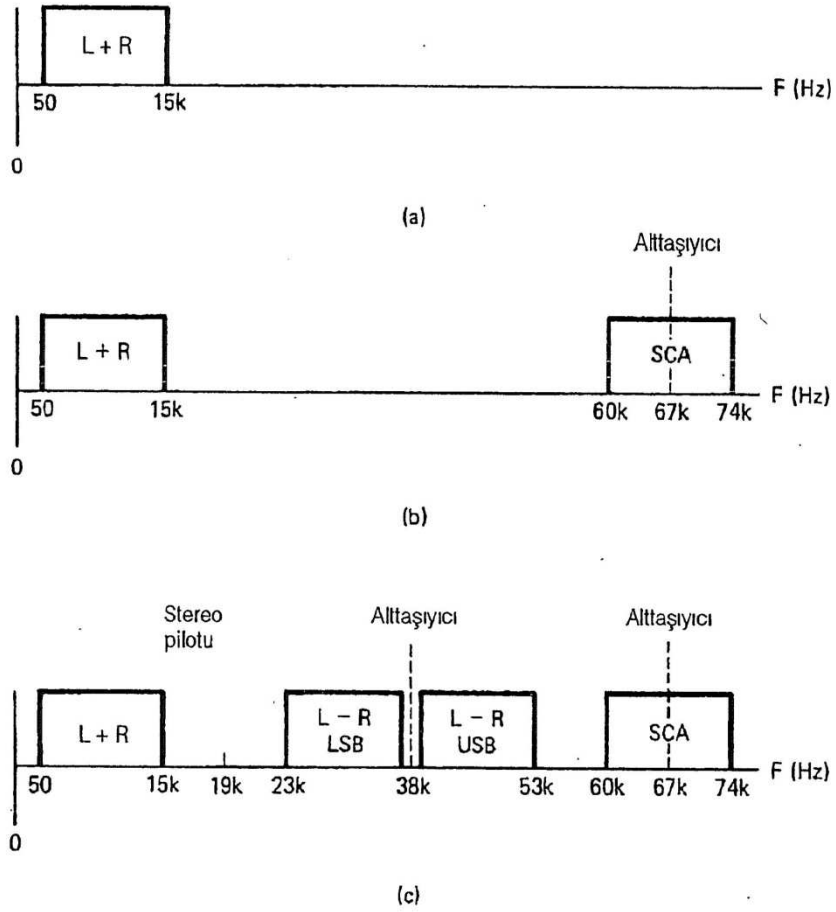 L + R
50 15k F (Hz)
0
(a)
Alttaşıyıcı
L + R SCA
50 15k 60k 67k 74k F (Hz)
0
(b)
Stereo Alttaşıyıcı Alttaşıyıcı
pilotu
L + R L − R L − R SCA
LSB USB
50 15k 19k 23k 38k 53k 60k 67k 74k F (Hz)
0
(c)